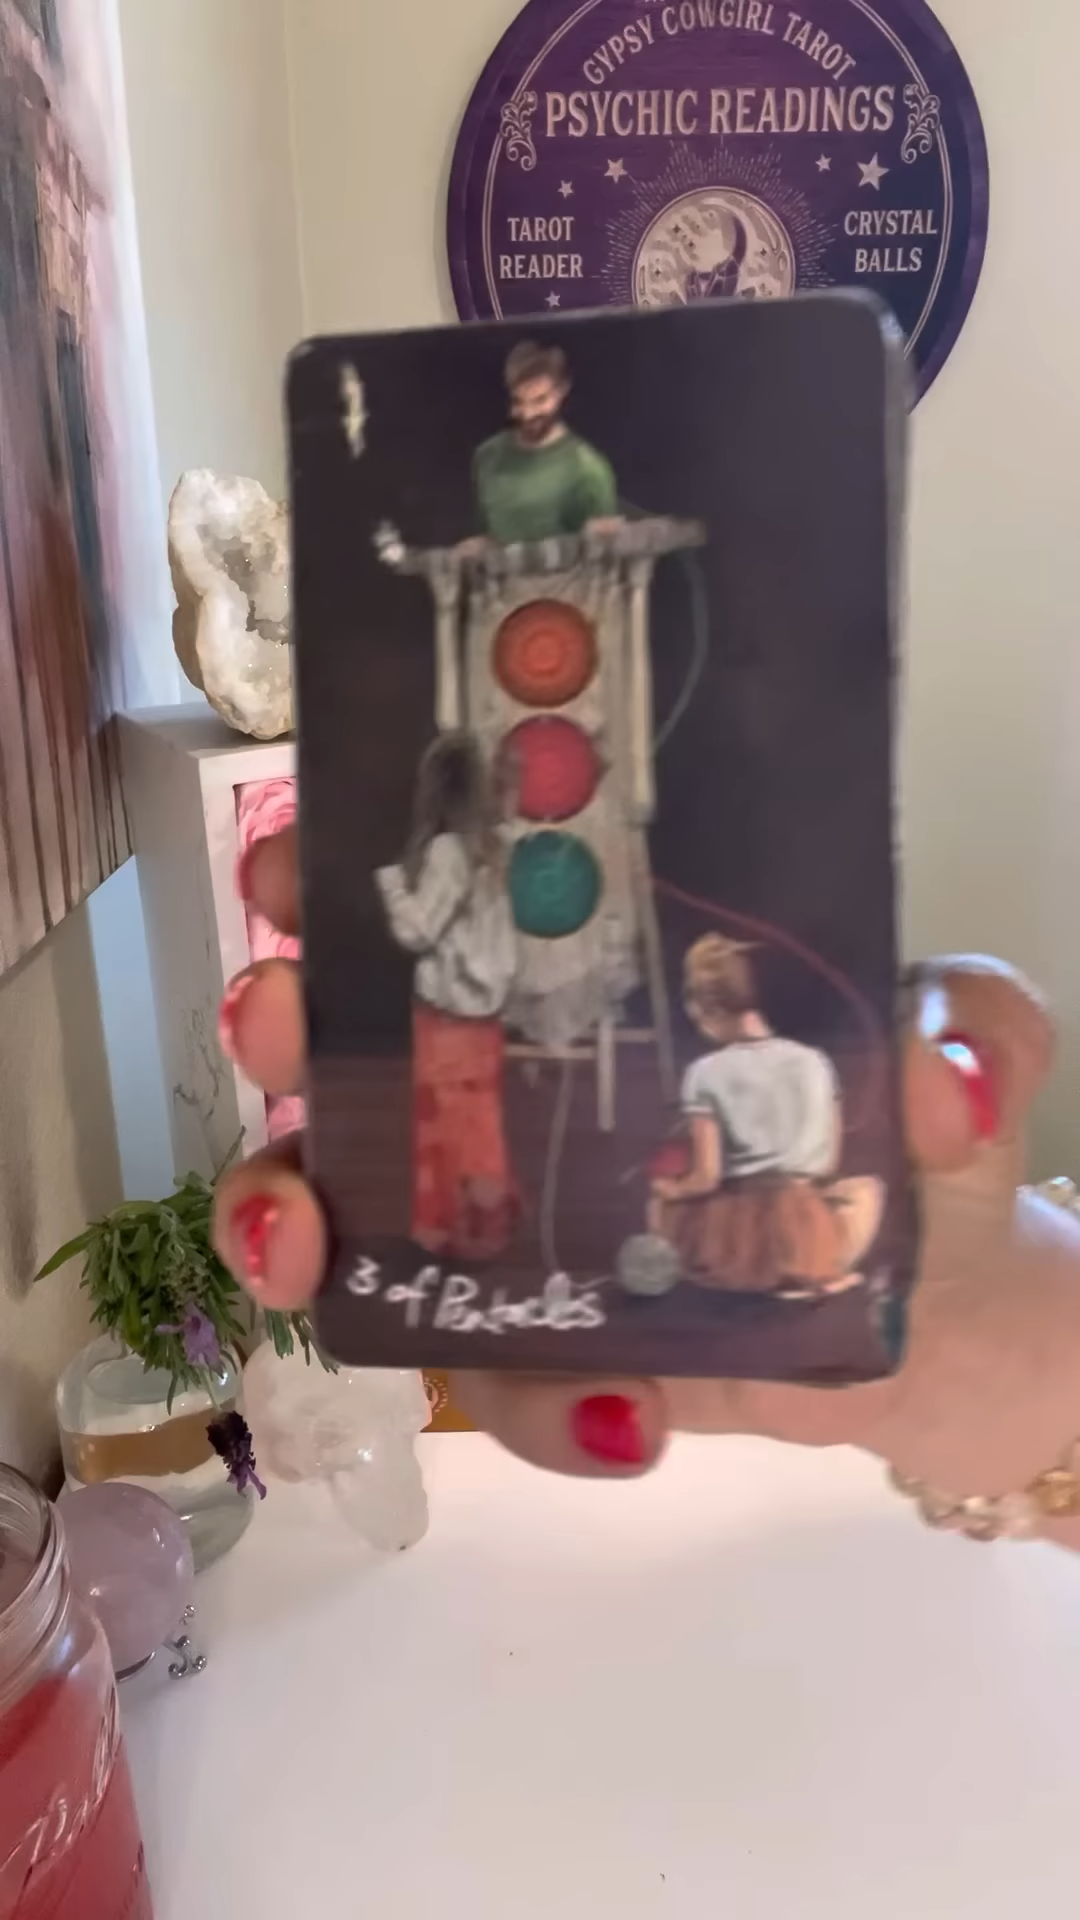 GYPSY COWGIRL TAROT
PSYCHIC READINGS
TAROT
READER
CRYSTAL
BALLS
3 of Pentacles